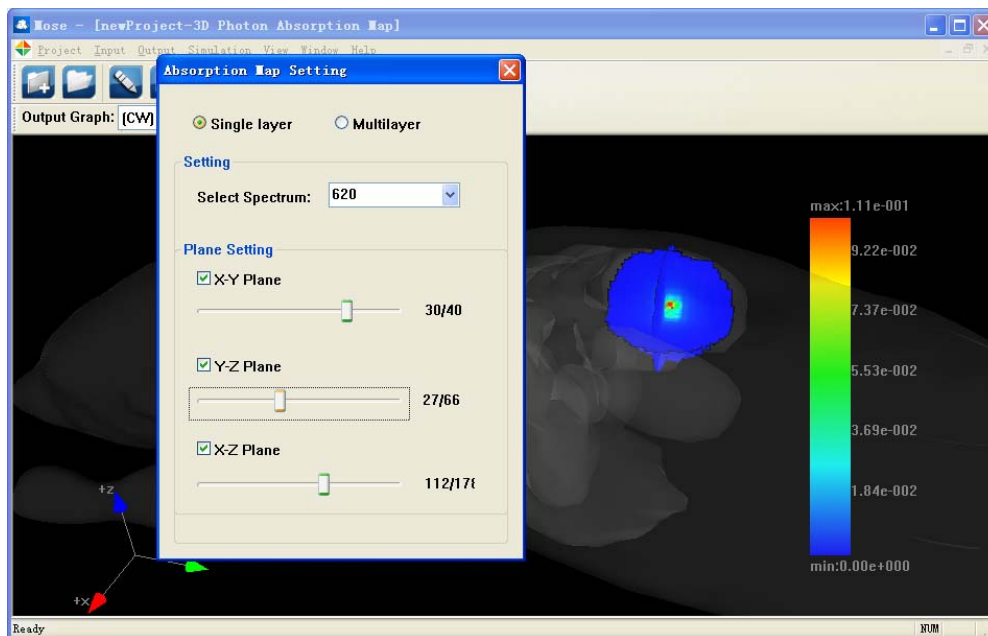 Mose - [newProject-3D Photon Absorption Map]
Project Input Output Simulation View Window Help
Output Graph: (CW)
Absorption Map Setting
Single layer Multilayer
Setting
Select Spectrum: 620
Plane Setting
X-Y Plane
30/40
Y-Z Plane
27/66
X-Z Plane
112/178
max:1.11e-001
9.22e-002
7.37e-002
5.53e-002
3.69e-002
1.84e-002
min:0.00e+000
+z
+x
Ready NUM